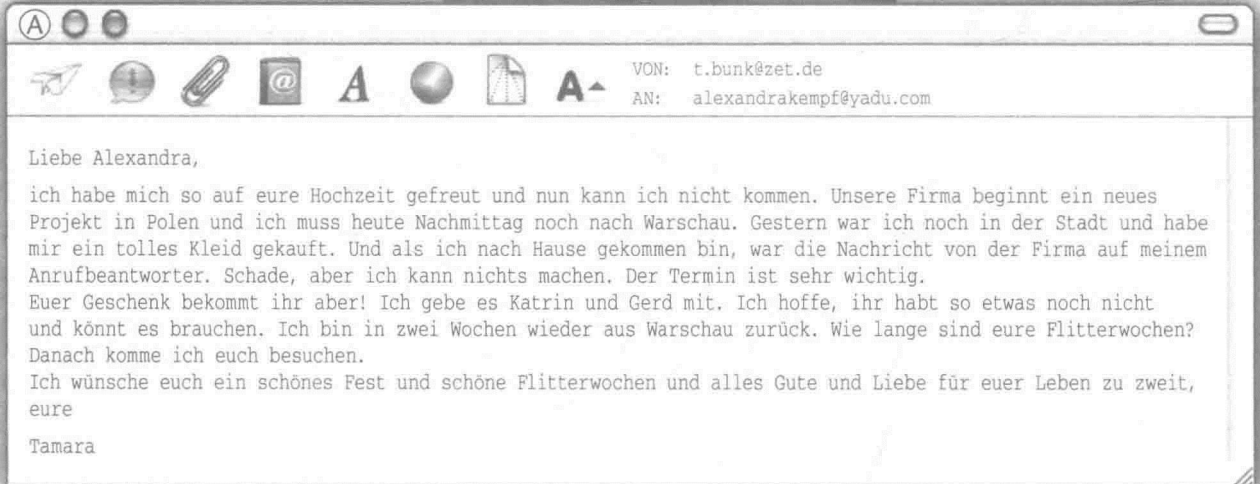 A
@ A A
VON: t.bunk@zet.de
AN: alexandrakempf@yadu.com
Liebe Alexandra,
ich habe mich so auf eure Hochzeit gefreut und nun kann ich nicht kommen. Unsere Firma beginnt ein neues
Projekt in Polen und ich muss heute Nachmittag noch nach Warschau. Gestern war ich noch in der Stadt und habe
mir ein tolles Kleid gekauft. Und als ich nach Hause gekommen bin, war die Nachricht von der Firma auf meinem
Anrufbeantworter. Schade, aber ich kann nichts machen. Der Termin ist sehr wichtig.
Euer Geschenk bekommt ihr aber! Ich gebe es Katrin und Gerd mit. Ich hoffe, ihr habt so etwas noch nicht
und könnt es brauchen. Ich bin in zwei Wochen wieder aus Warschau zurück. Wie lange sind eure Flitterwochen?
Danach komme ich euch besuchen.
Ich wünsche euch ein schönes Fest und schöne Flitterwochen und alles Gute und Liebe für euer Leben zu zweit,
eure
Tamara